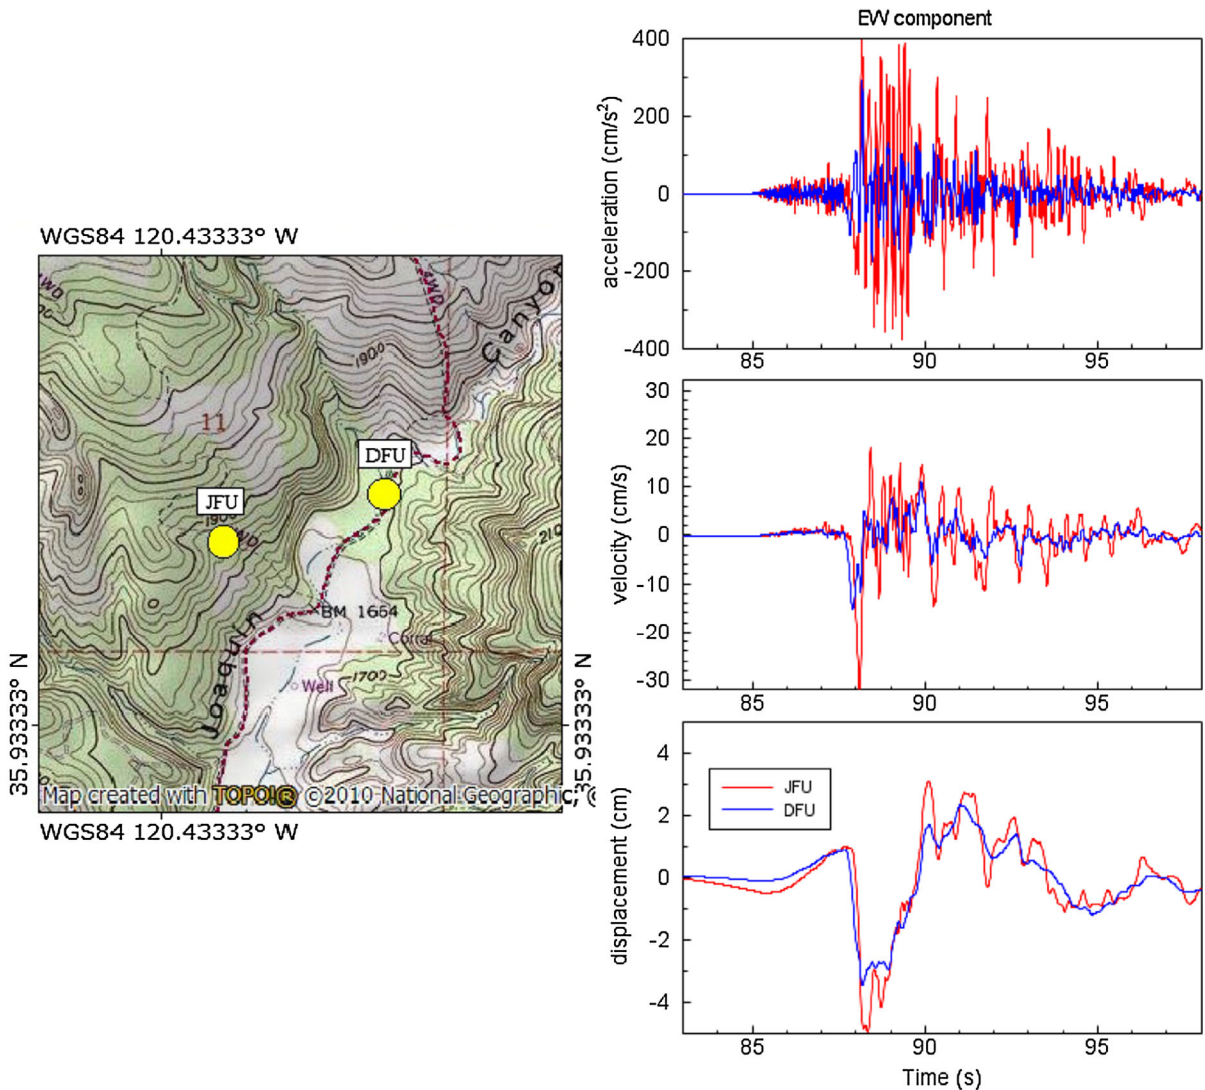 EW component
400
200
0
-200
-400
acceleration (cm/s²)
85
90
95
WGS84 120.43333° W
Canyon
1900
11
DFU
JFU
1900
BM 1664
Corral
Joaquin
Well
1700
210
4WD
35.93333° N
35.93333° N
Map created with TOPO!® ©2010 National Geographic;
WGS84 120.43333° W
30
20
10
0
-10
-20
-30
velocity (cm/s)
85
90
95
4
2
0
-2
-4
displacement (cm)
JFU
DFU
85
90
95
Time (s)